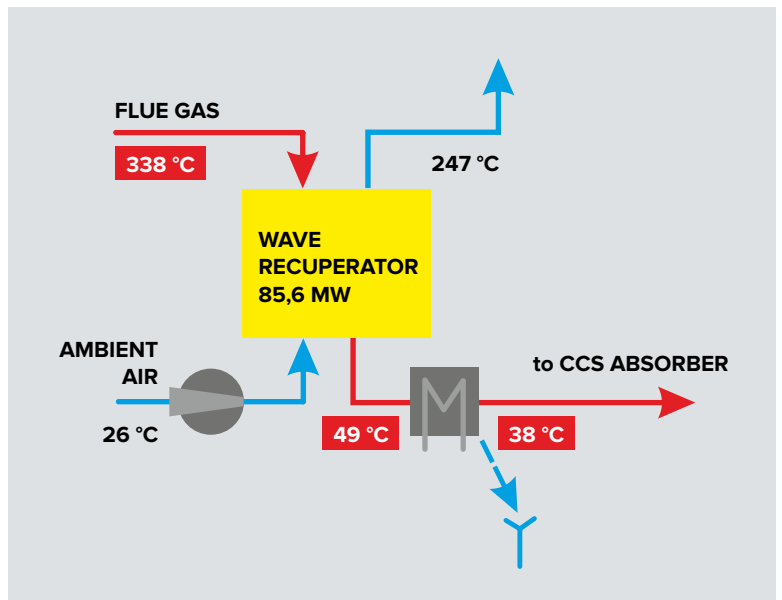 FLUE GAS
338 °C
247 °C
WAVE
RECUPERATOR
85,6 MW
AMBIENT
AIR
26 °C
to CCS ABSORBER
49 °C
38 °C